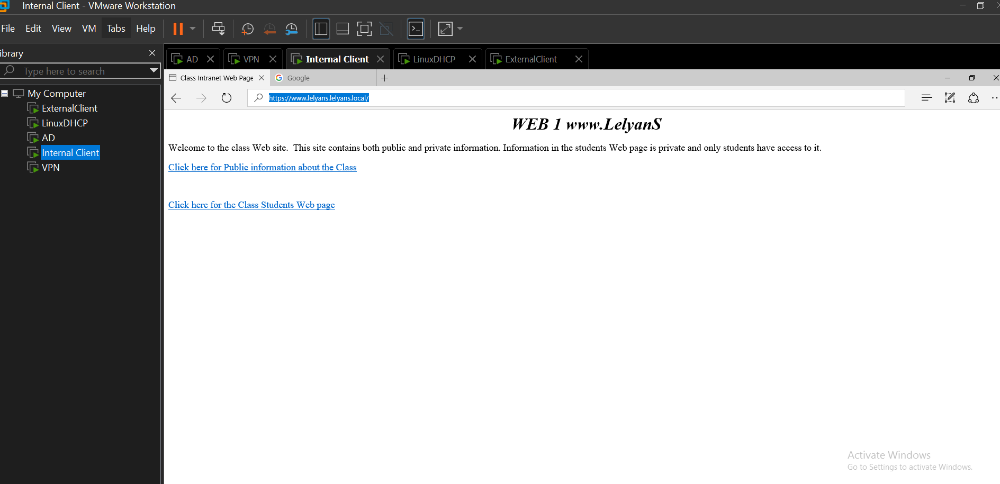 Internal Client - VMware Workstation
File Edit View VM Tabs Help
ibrary
Type here to search
My Computer
ExternalClient
LinuxDHCP
AD
Internal Client
VPN
AD VPN Internal Client LinuxDHCP ExternalClient
Class Intranet Web Page Google
https://www.lelyans.lelyans.local/
WEB 1 www.LelyanS
Welcome to the class Web site. This site contains both public and private information. Information in the students Web page is private and only students have access to it.
Click here for Public information about the Class
Click here for the Class Students Web page
Activate Windows
Go to Settings to activate Windows.